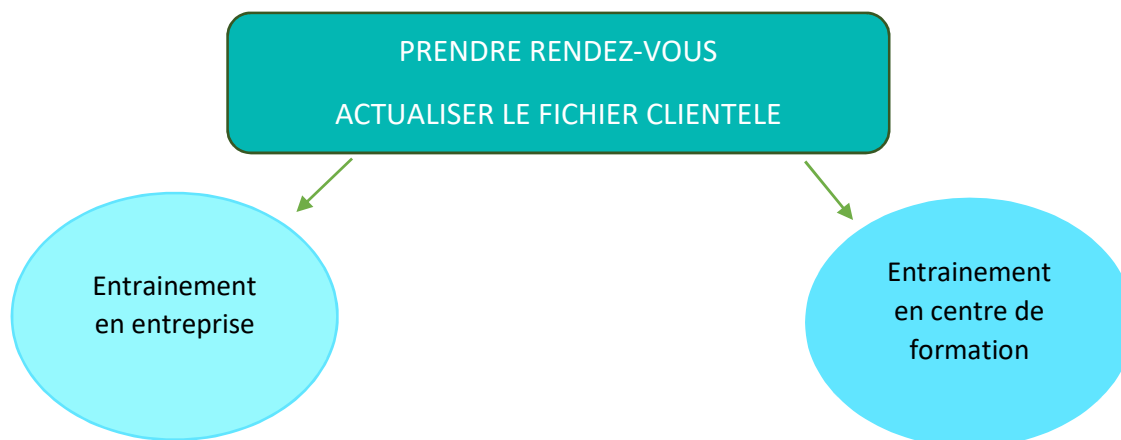 PRENDRE RENDEZ-VOUS
ACTUALISER LE FICHIER CLIENTELE
Entrainement
en entreprise
Entrainement
en centre de
formation